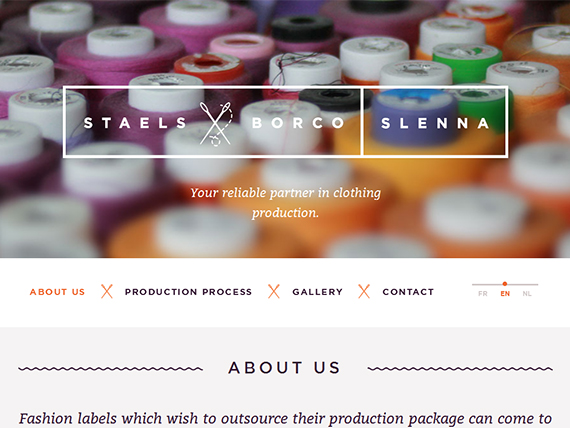 STAELS BORCO SLENNA
Your reliable partner in clothing
production.
ABOUT US PRODUCTION PROCESS GALLERY CONTACT
FR EN NL
ABOUT US
Fashion labels which wish to outsource their production package can come to